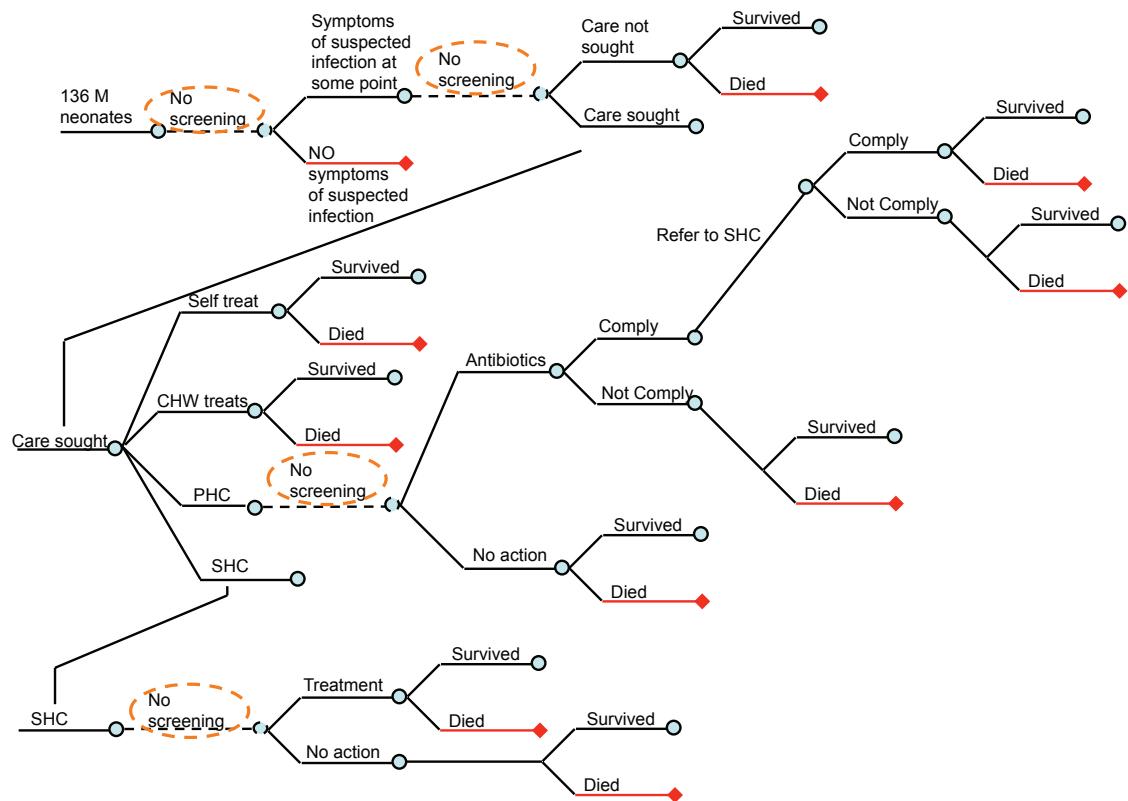 136 M
neonates
No
screening
Symptoms
of suspected
infection at
some point
NO
symptoms
of suspected
infection
No
screening
Care not
sought
Survived
Died
Care sought
Care sought
Self treat
Survived
Died
CHW treats
Survived
Died
PHC
No
screening
Antibiotics
Comply
Refer to SHC
Comply
Survived
Died
Not Comply
Survived
Died
Not Comply
Survived
Died
No action
Survived
Died
SHC
SHC
No
screening
Treatment
Survived
Died
No action
Survived
Died